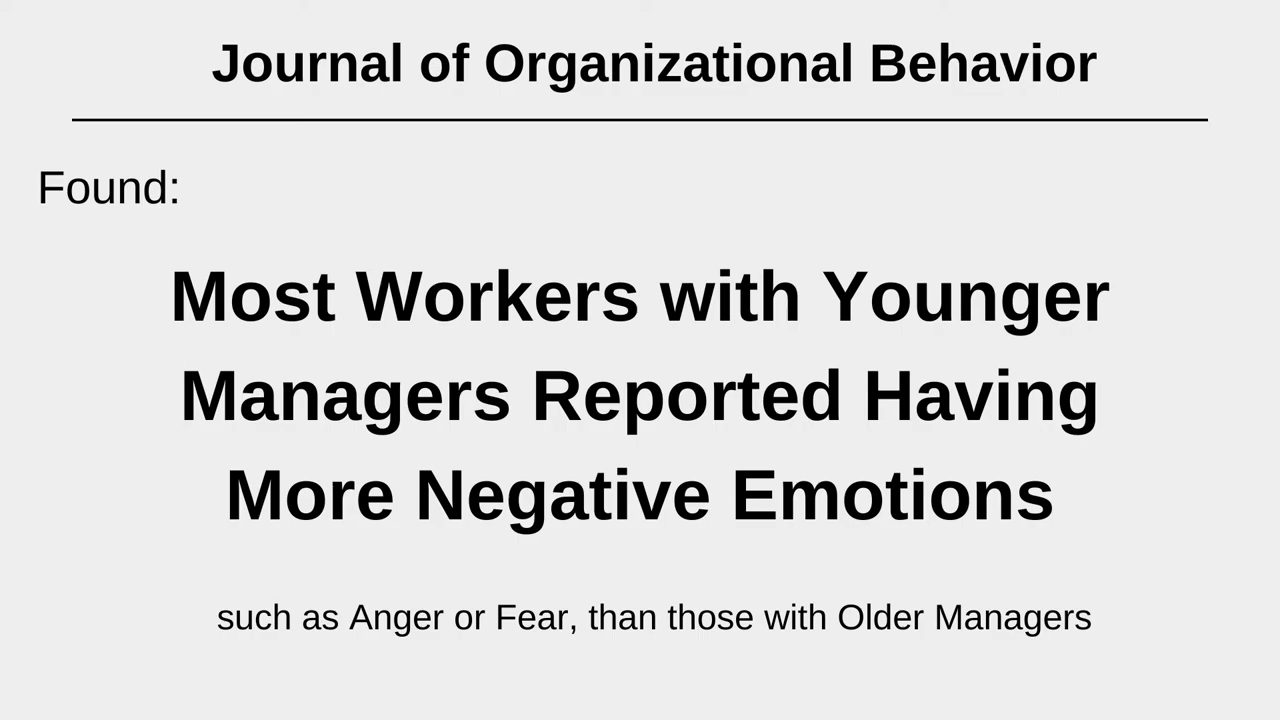 Journal of Organizational Behavior
Found:
Most Workers with Younger
Managers Reported Having
More Negative Emotions
such as Anger or Fear, than those with Older Managers